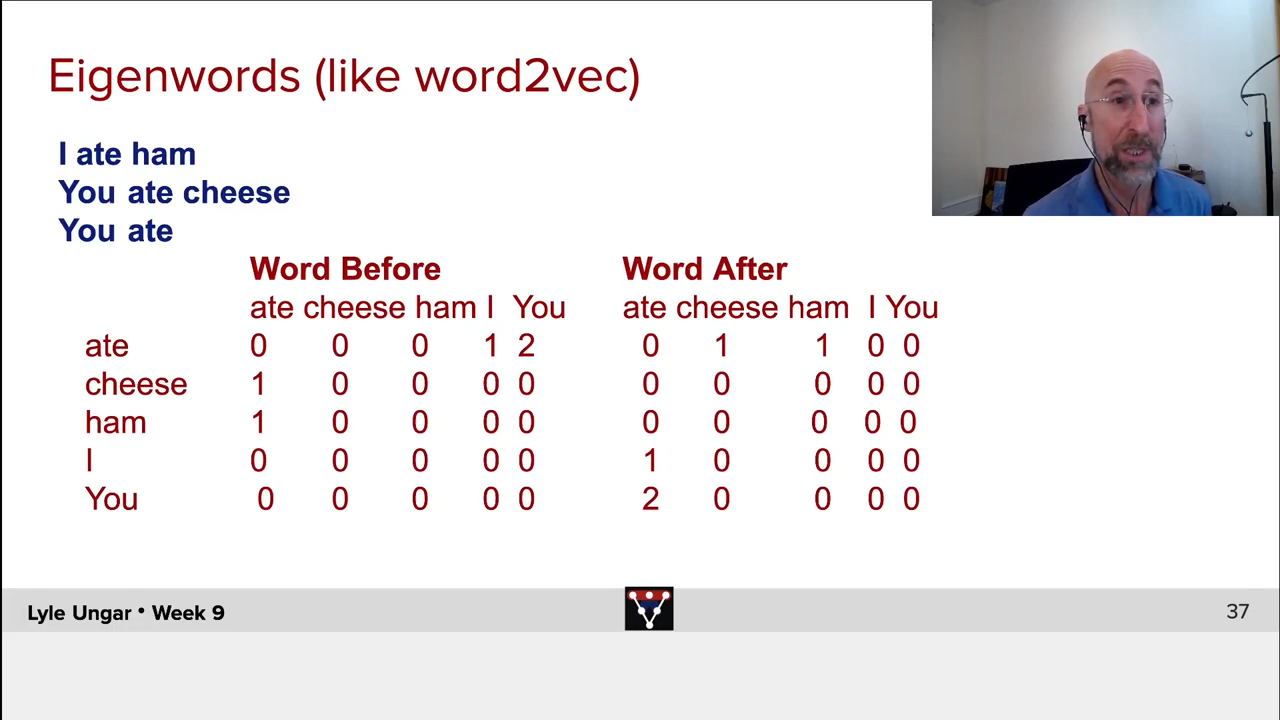 Eigenwords (like word2vec)
I ate ham
You ate cheese
You ate
Word Before Word After
ate cheese ham I You ate cheese ham I You
ate 0 0 0 1 2 0 1 1 0 0
cheese 1 0 0 0 0 0 0 0 0 0
ham 1 0 0 0 0 0 0 0 0 0
I 0 0 0 0 0 1 0 0 0 0
You 0 0 0 0 0 2 0 0 0 0
Lyle Ungar • Week 9 37